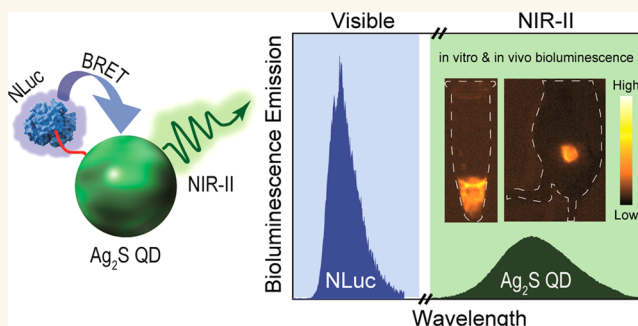 NLuc
BRET
NIR-II
Ag2S QD
Visible
NIR-II
in vitro & in vivo bioluminescence
High
Low
Bioluminescence Emission
NLuc
Ag2S QD
Wavelength